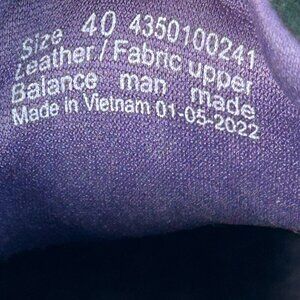 Size 40 4350100241
Leather / Fabric upper
Balance man made
Made in Vietnam 01-05-2022